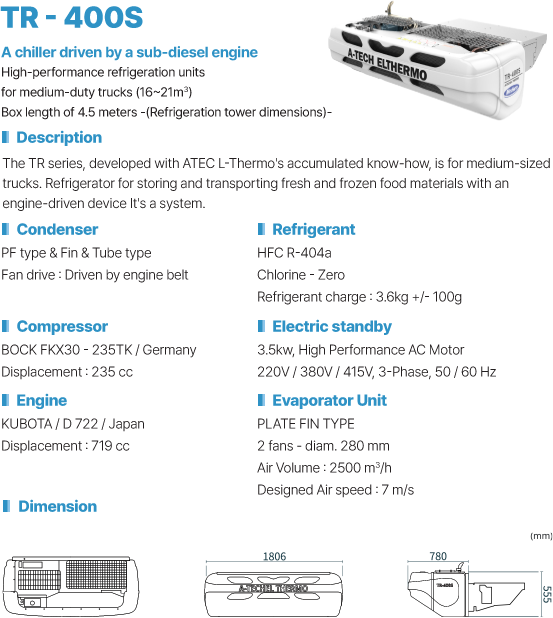 TR - 400S
A chiller driven by a sub-diesel engine
High-performance refrigeration units
for medium-duty trucks (16~21m³)
Box length of 4.5 meters -(Refrigeration tower dimensions)-
A-TECH ELTHERMO
TR-400S
Description
The TR series, developed with ATEC L-Thermo's accumulated know-how, is for medium-sized
trucks. Refrigerator for storing and transporting fresh and frozen food materials with an
engine-driven device It's a system.
Condenser
PF type & Fin & Tube type
Fan drive : Driven by engine belt
Refrigerant
HFC R-404a
Chlorine - Zero
Refrigerant charge : 3.6kg +/- 100g
Compressor
BOCK FKX30 - 235TK / Germany
Displacement : 235 cc
Electric standby
3.5kw, High Performance AC Motor
220V / 380V / 415V, 3-Phase, 50 / 60 Hz
Engine
KUBOTA / D 722 / Japan
Displacement : 719 cc
Evaporator Unit
PLATE FIN TYPE
2 fans - diam. 280 mm
Air Volume : 2500 m³/h
Designed Air speed : 7 m/s
Dimension
(mm)
1806
A-TECHEL THERMO
780
TR-400S
555